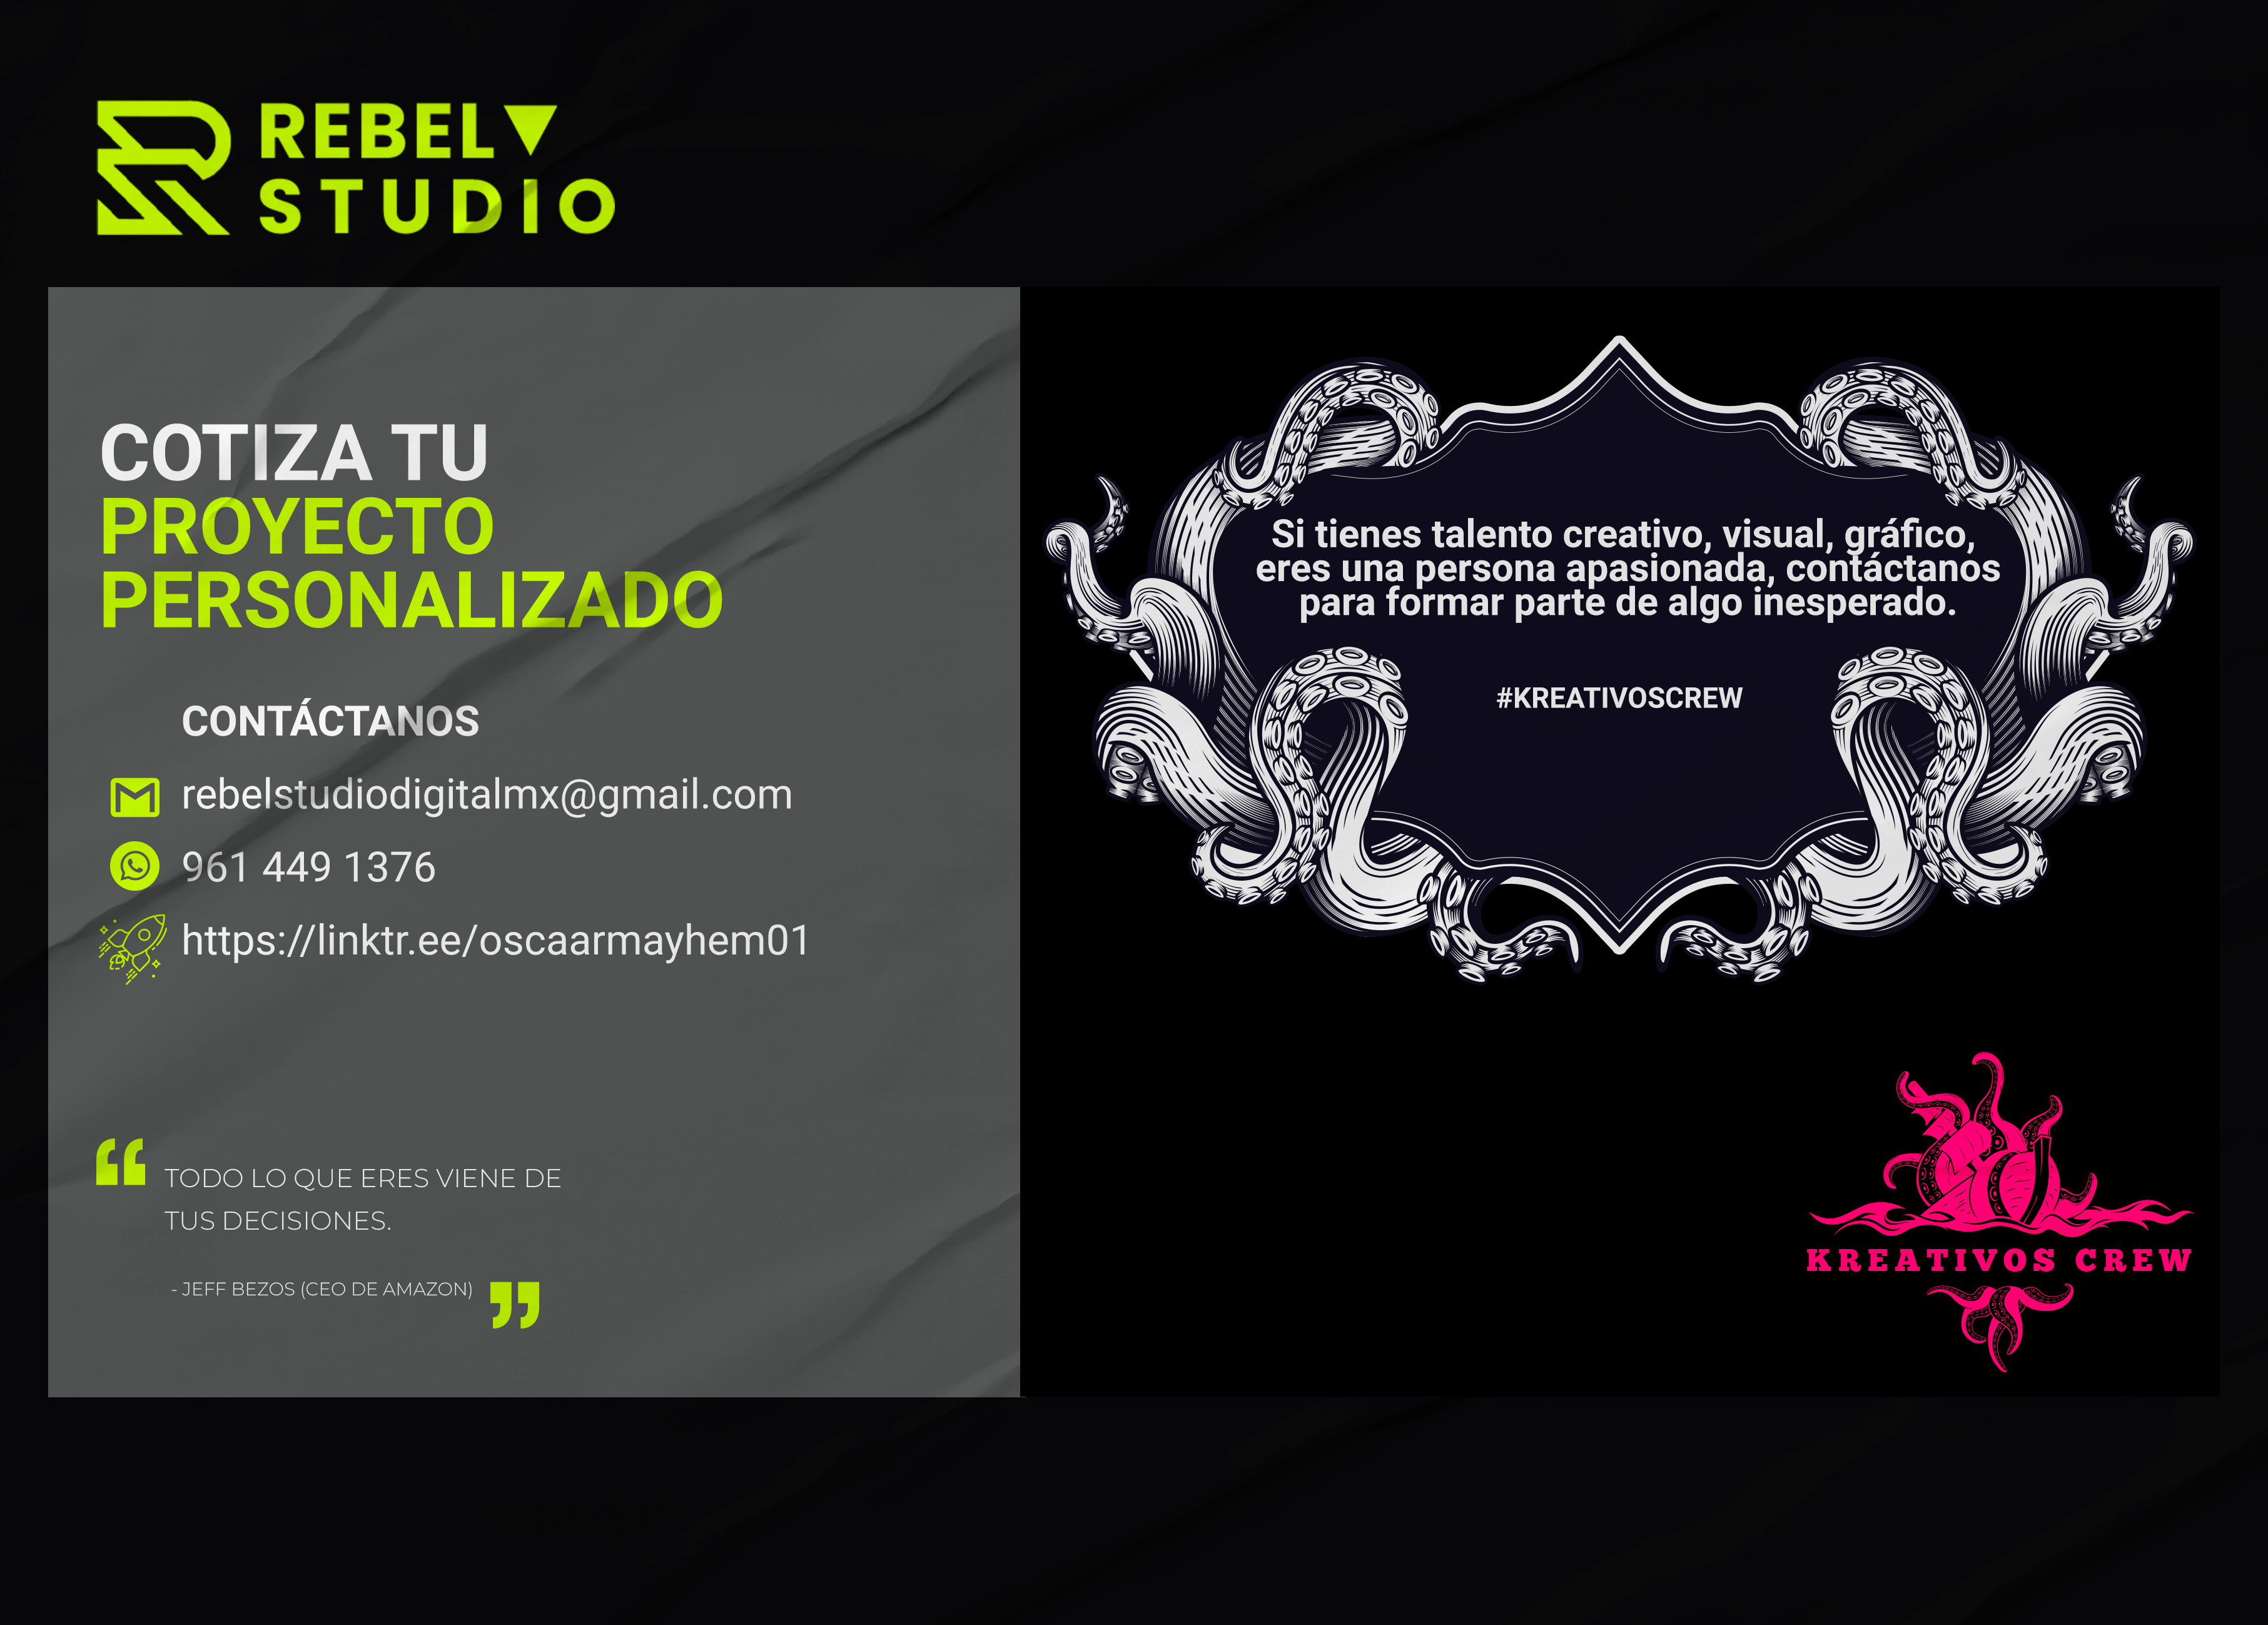 REBEL
STUDIO
COTIZA TU
PROYECTO
PERSONALIZADO
CONTÁCTANOS
rebelstudiodigitalmx@gmail.com
961 449 1376
https://linktr.ee/oscaarmayhem01
“ TODO LO QUE ERES VIENE DE
TUS DECISIONES.
- JEFF BEZOS (CEO DE AMAZON) ”
Si tienes talento creativo, visual, gráfico,
eres una persona apasionada, contáctanos
para formar parte de algo inesperado.
#KREATIVOSCREW
KREATIVOS CREW